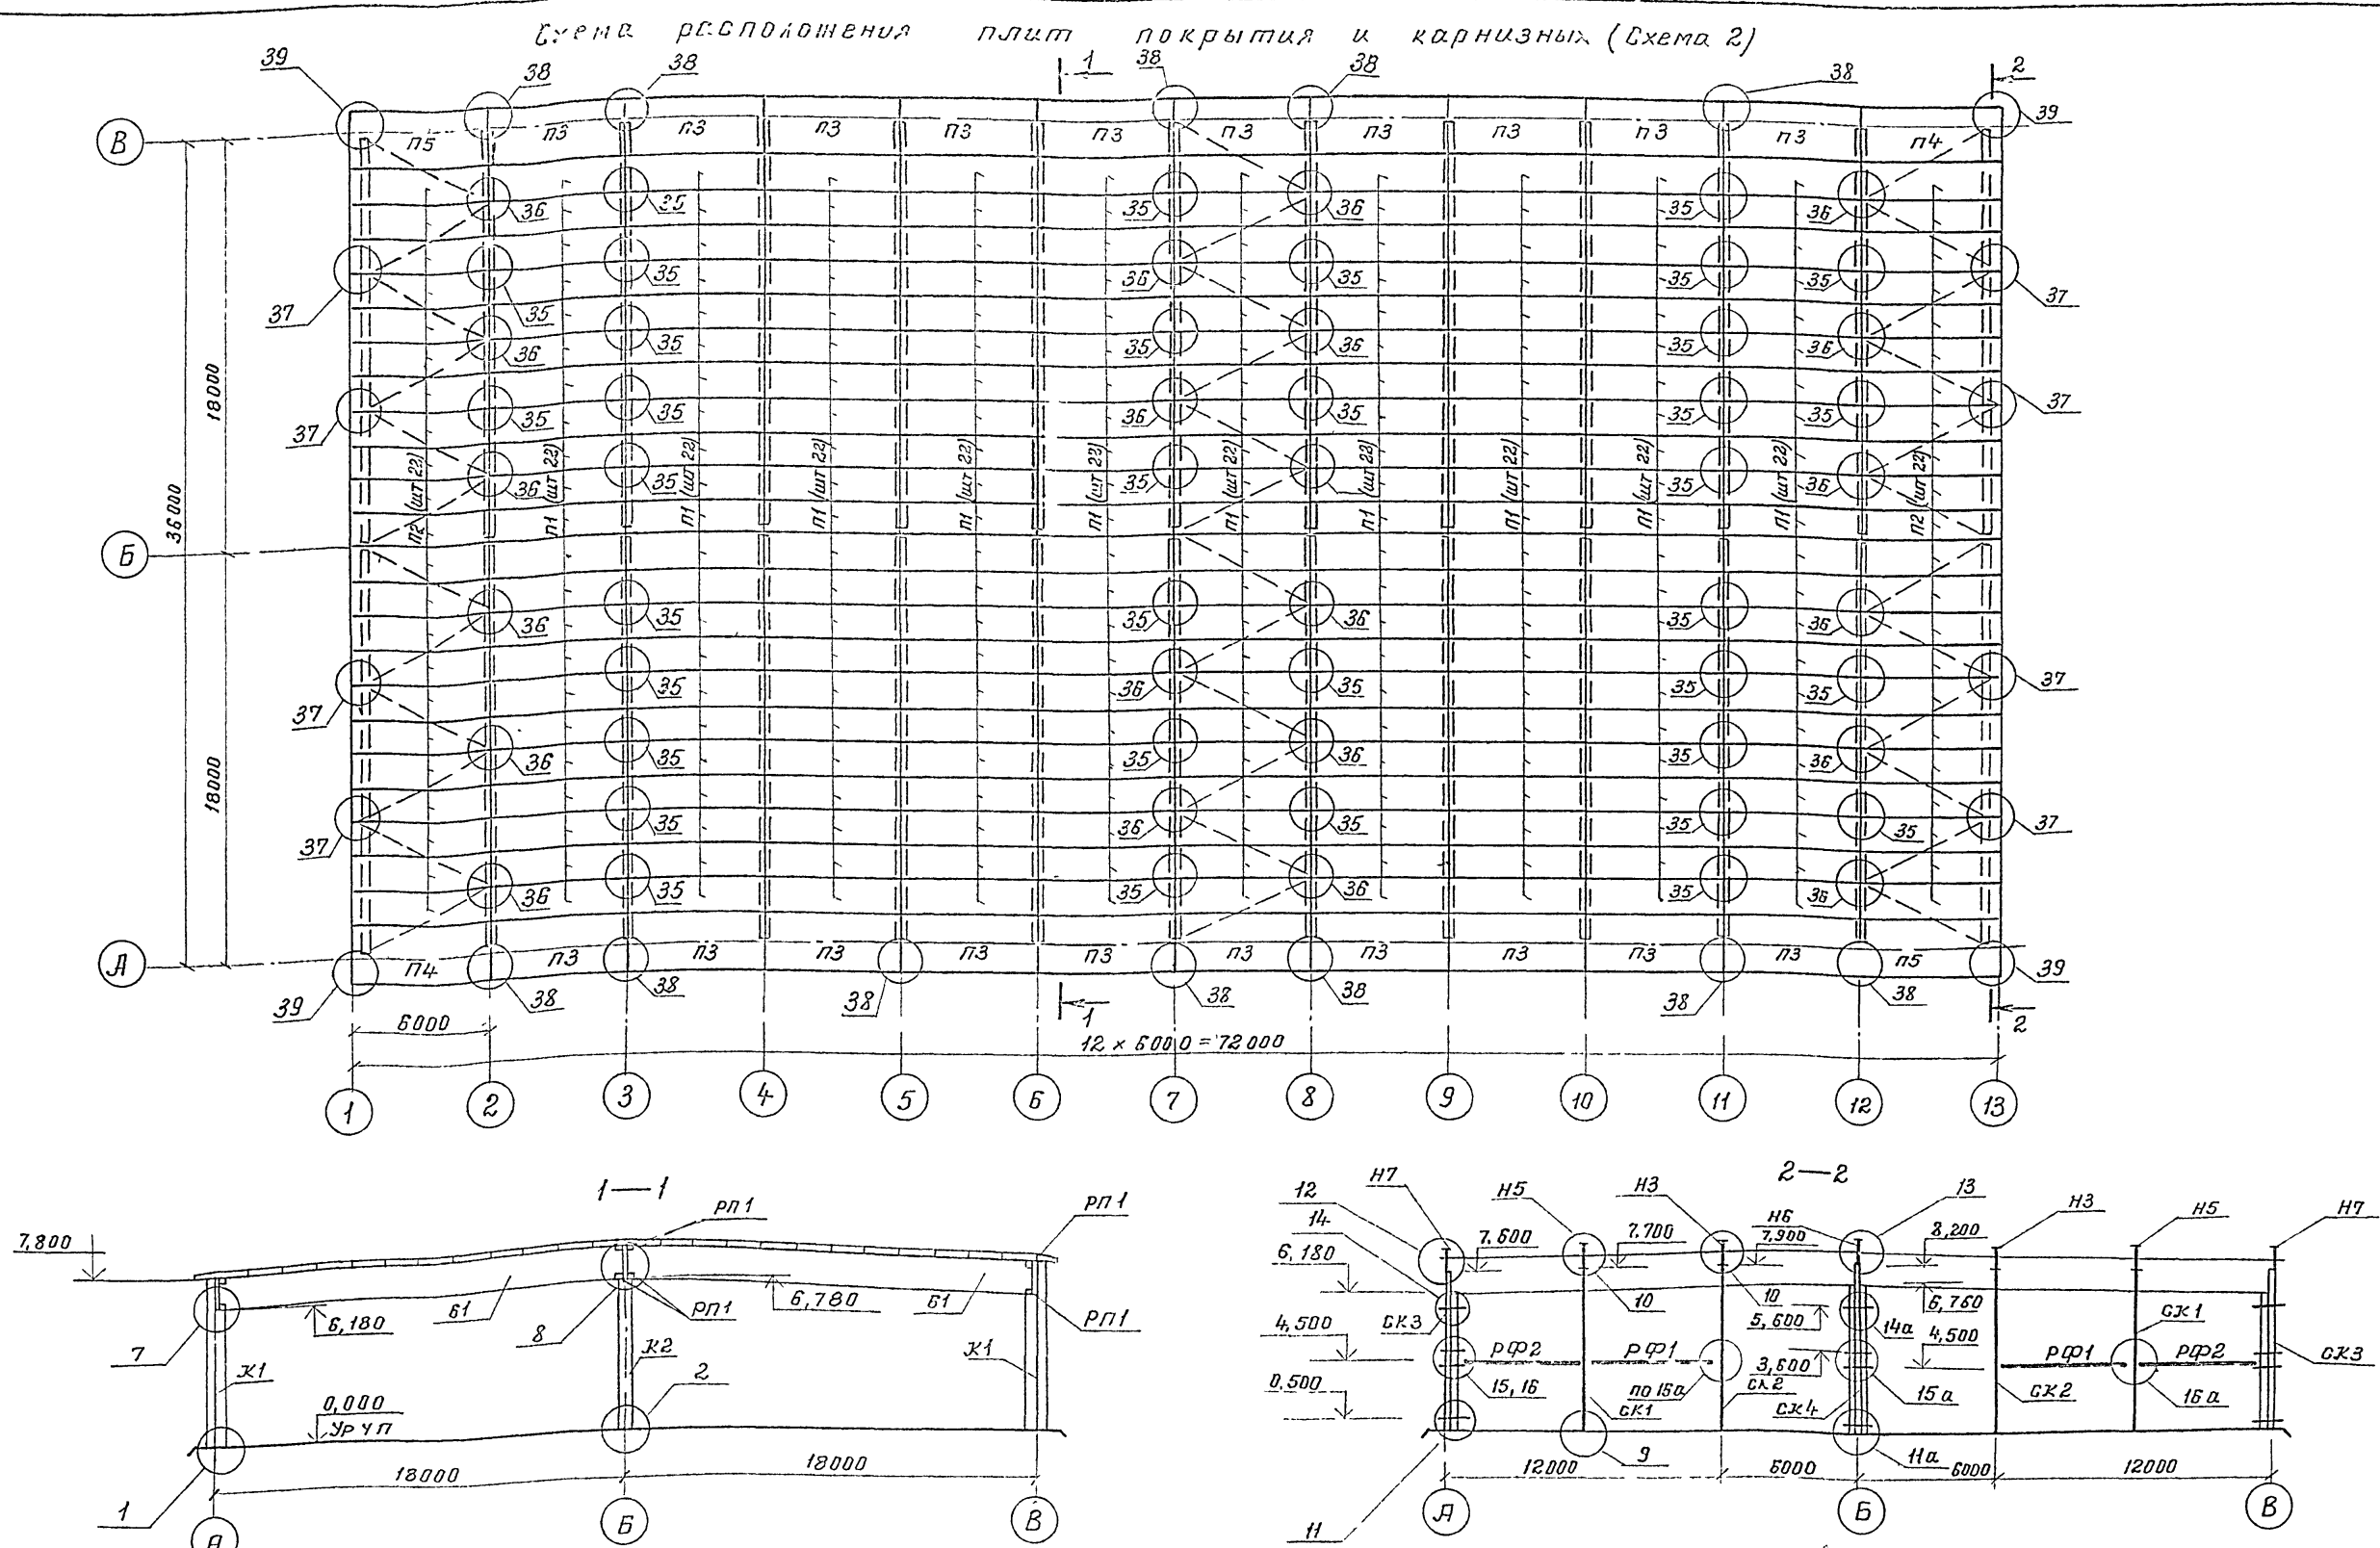 Схема расположения плит покрытия и карнизных (Схема 2)
39 38 38 1 38 38 38 2
В П5 П3 П3 П3 П3 П3 П3 П3 П3 П3 П3 П4 39
36 35 35 36 35 36
37 35 35 36 35 35 35 37
36 35 35 36 35 36
37 35 35 36 35 35 35 37
36 35 35 35 36
18000
36000
П2 (шт 22) П1 (шт 22) П1 (шт 22) П1 (шт 22) П1 (шт 22) П1 (шт 22) П1 (шт 22) П1 (шт 22) П1 (шт 22) П1 (шт 22) П1 (шт 22) П2 (шт 22)
Б
36 35 35 36 35 36
37 35 36 35 35 35 37
36 35 35 36 35 36
18000
37 35 36 35 35 35 37
36 35 35 36 35 36
А П4 П3 П3 П3 П3 П3 П3 П3 П3 П3 П3 П5 39
39 38 38 38 1 38 38 38 38 2
6000
12 х 6000 = 72000
1 2 3 4 5 6 7 8 9 10 11 12 13
1—1
РП1 РП1
7,800
Б1 РП1 6,780 Б1 РП1
6,180
7 8
К1 К2 К1
2
0,000
Ур ч п
18000 18000
1
А Б В
2—2
12 Н7 Н5 Н3 13 Н3 Н5 Н7
14 Н6
6,180 7,600 7,700 7,900 8,200
10 10 6,760
СК3 5,600 14а СК1
4,500 РФ2 РФ1 3,600 4,500 РФ1 РФ2 СК3
0,500 15,16 по 16а СК2 15а СК2 16а
СК1 СК4
9 11а
12000 6000 6000 12000
11
А Б В